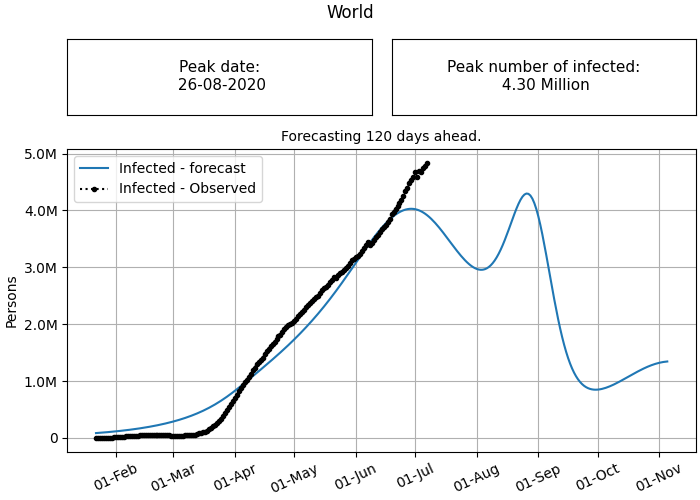 World
Peak date:
26-08-2020
Peak number of infected:
4.30 Million
Forecasting 120 days ahead.
Infected - forecast
Infected - Observed
Persons
5.0M
4.0M
3.0M
2.0M
1.0M
0
01-Feb
01-Mar
01-Apr
01-May
01-Jun
01-Jul
01-Aug
01-Sep
01-Oct
01-Nov